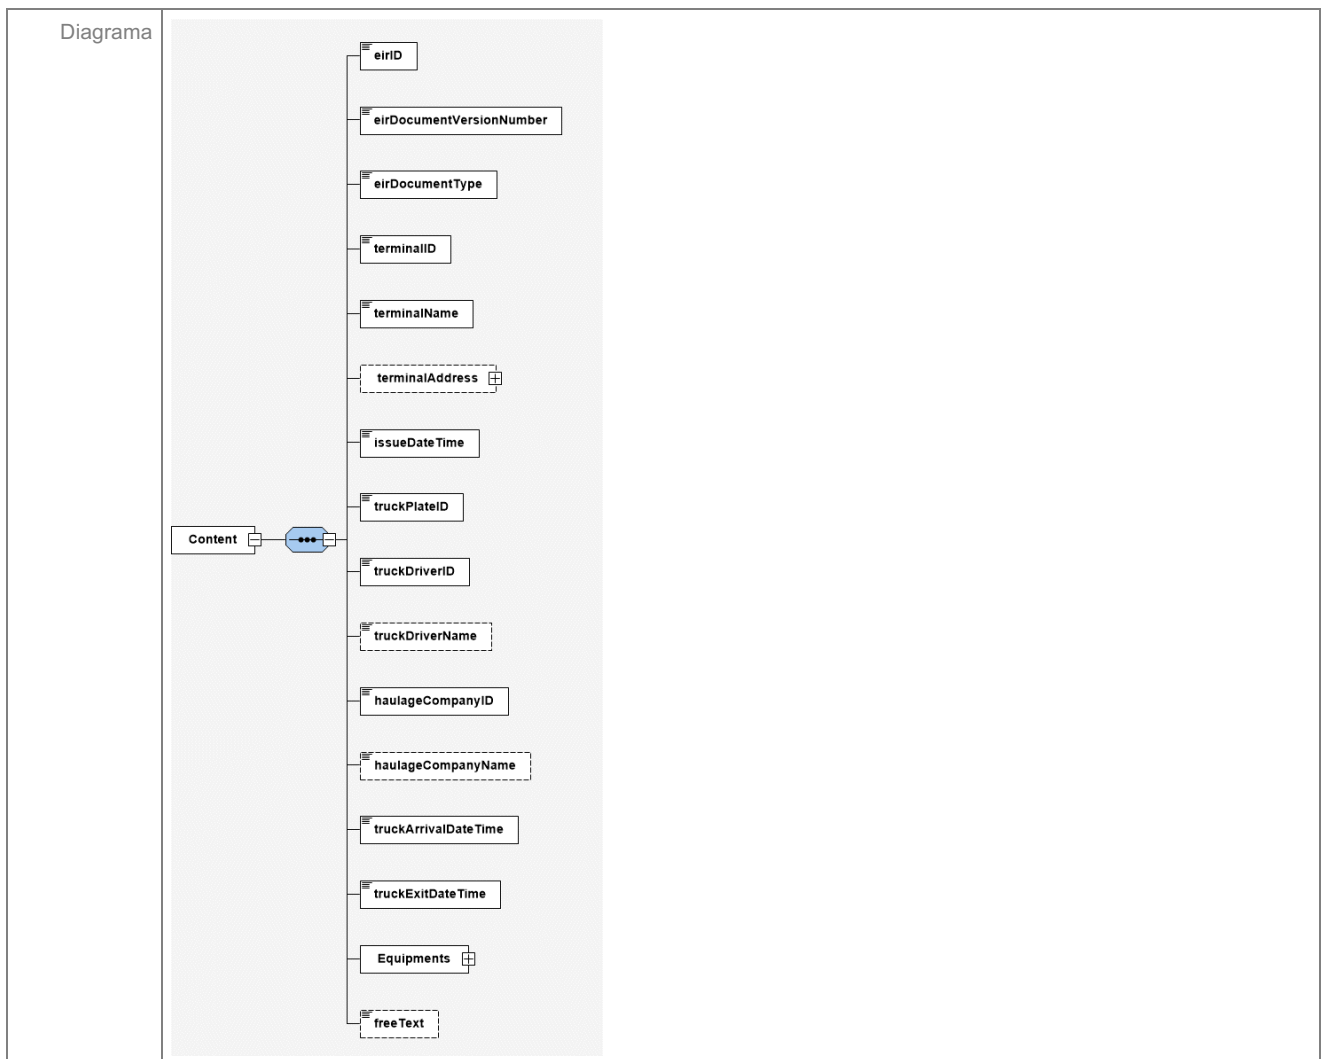 Diagrama
eirID
eirDocumentVersionNumber
eirDocumentType
terminalID
terminalName
terminalAddress
issueDateTime
truckPlateID
Content
truckDriverID
truckDriverName
haulageCompanyID
haulageCompanyName
truckArrivalDateTime
truckExitDateTime
Equipments
freeText